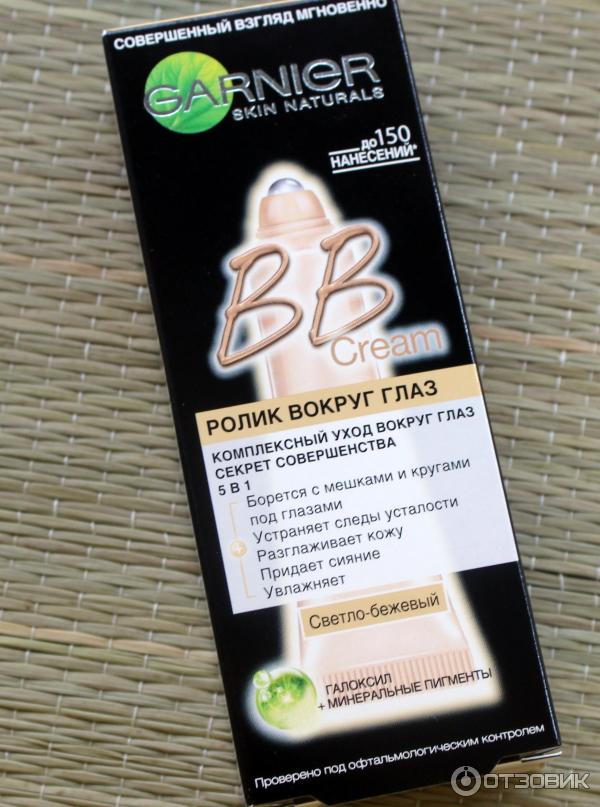 СОВЕРШЕННЫЙ ВЗГЛЯД МГНОВЕННО
GARNIER
SKIN NATURALS
до 150
НАНЕСЕНИЙ*
BB
Cream
РОЛИК ВОКРУГ ГЛАЗ
КОМПЛЕКСНЫЙ УХОД ВОКРУГ ГЛАЗ
СЕКРЕТ СОВЕРШЕНСТВА
5 В 1
Борется с мешками и кругами
под глазами
Устраняет следы усталости
Разглаживает кожу
Придает сияние
Увлажняет
Светло-бежевый
ГАЛОКСИЛ
+ МИНЕРАЛЬНЫЕ ПИГМЕНТЫ
Проверено под офтальмологическим контролем
ОТЗОВИК